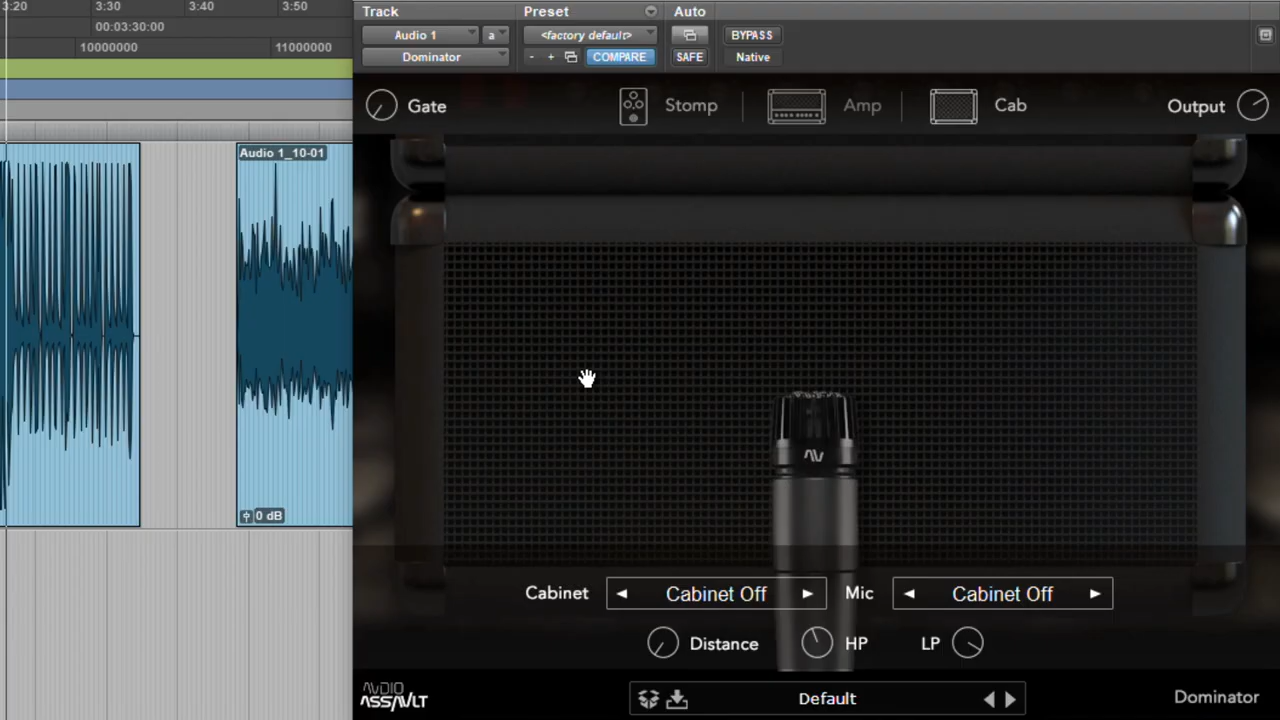 3:20 3:30 3:40 3:50
00:03:30:00
10000000 11000000
Audio 1_10-01
0 dB
Track Preset Auto
Audio 1 a <factory default> BYPASS
Dominator - + COMPARE SAFE Native
Gate Stomp Amp Cab Output
Cabinet Cabinet Off Mic Cabinet Off
Distance HP LP
AUDIO
ASSAULT
Default
Dominator